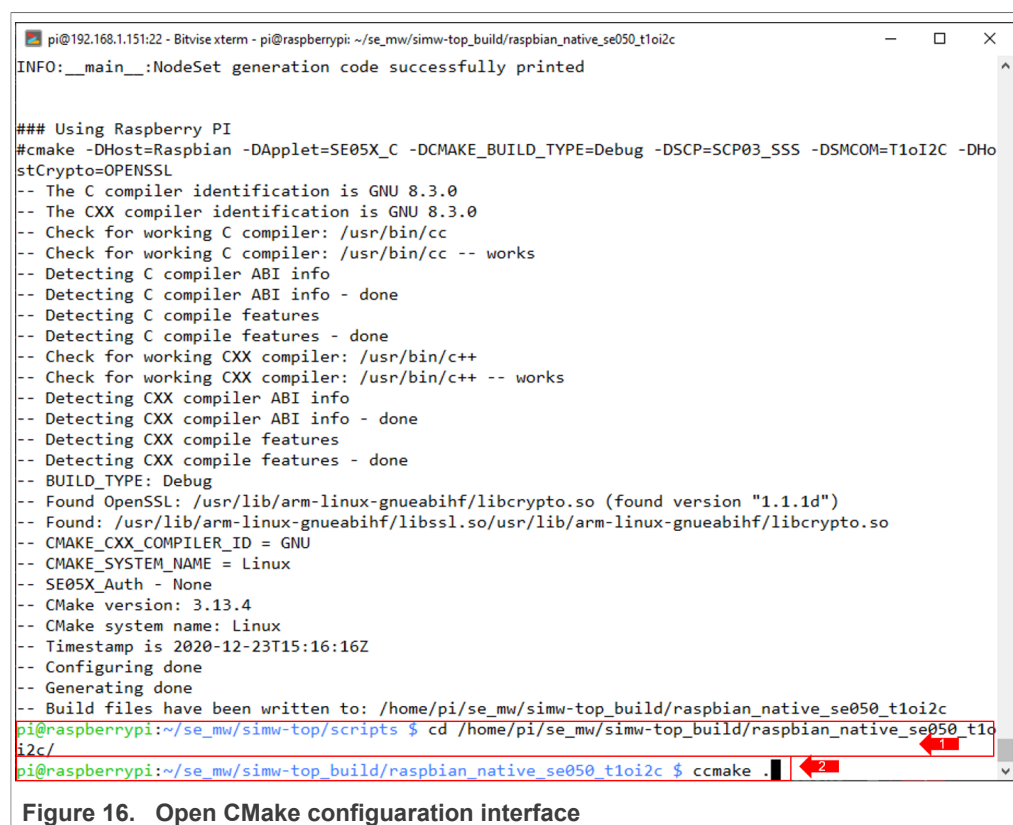 pi@192.168.1.151:22 - Bitvise xterm - pi@raspberrypi: ~/se_mw/simw-top_build/raspbian_native_se050_t1oi2c
INFO:__main__:NodeSet generation code successfully printed
### Using Raspberry PI
#cmake -DHost=Raspbian -DApplet=SE05X_C -DCMAKE_BUILD_TYPE=Debug -DSCP=SCP03_SSS -DSMCOM=T1oI2C -DHo
stCrypto=OPENSSL
-- The C compiler identification is GNU 8.3.0
-- The CXX compiler identification is GNU 8.3.0
-- Check for working C compiler: /usr/bin/cc
-- Check for working C compiler: /usr/bin/cc -- works
-- Detecting C compiler ABI info
-- Detecting C compiler ABI info - done
-- Detecting C compile features
-- Detecting C compile features - done
-- Check for working CXX compiler: /usr/bin/c++
-- Check for working CXX compiler: /usr/bin/c++ -- works
-- Detecting CXX compiler ABI info
-- Detecting CXX compiler ABI info - done
-- Detecting CXX compile features
-- Detecting CXX compile features - done
-- BUILD_TYPE: Debug
-- Found OpenSSL: /usr/lib/arm-linux-gnueabihf/libcrypto.so (found version "1.1.1d")
-- Found: /usr/lib/arm-linux-gnueabihf/libssl.so/usr/lib/arm-linux-gnueabihf/libcrypto.so
-- CMAKE_CXX_COMPILER_ID = GNU
-- CMAKE_SYSTEM_NAME = Linux
-- SE05X_Auth - None
-- CMake version: 3.13.4
-- CMake system name: Linux
-- Timestamp is 2020-12-23T15:16:16Z
-- Configuring done
-- Generating done
-- Build files have been written to: /home/pi/se_mw/simw-top_build/raspbian_native_se050_t1oi2c
pi@raspberrypi:~/se_mw/simw-top/scripts $ cd /home/pi/se_mw/simw-top_build/raspbian_native_se050_t1o
i2c/
1
pi@raspberrypi:~/se_mw/simw-top_build/raspbian_native_se050_t1oi2c $ ccmake .
2
Figure 16. Open CMake configuaration interface